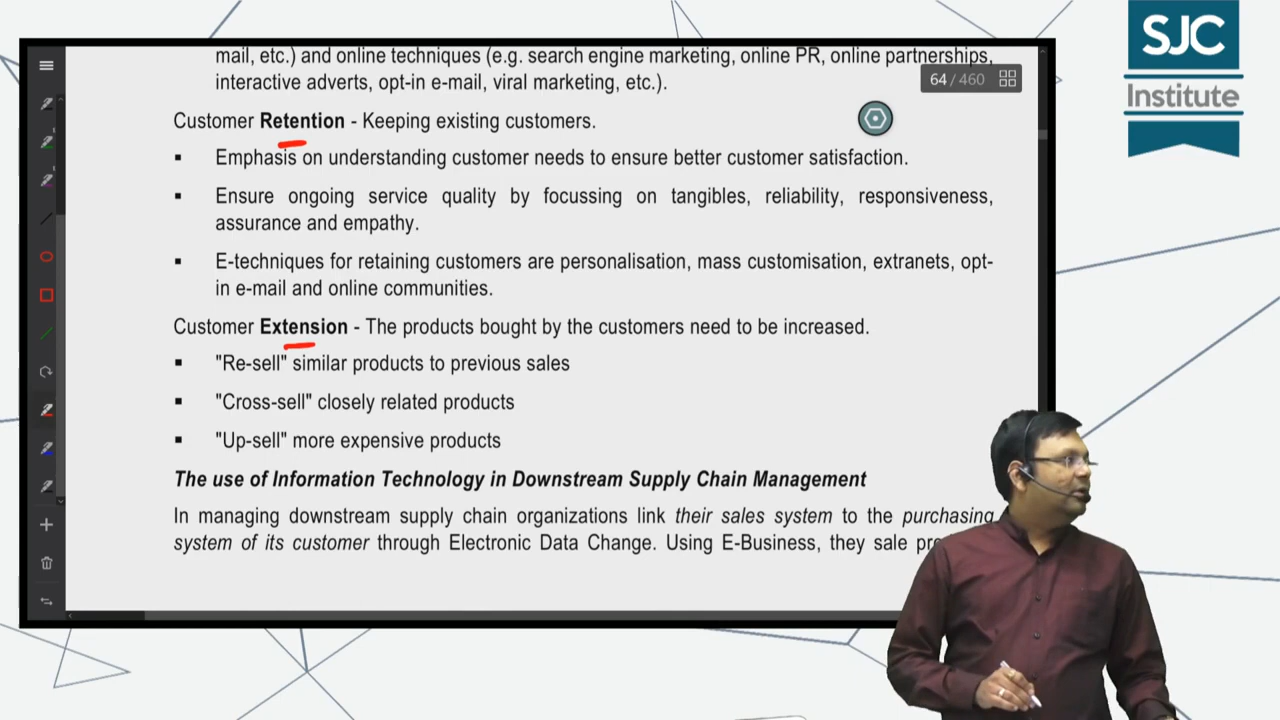 mail, etc.) and online techniques (e.g. search engine marketing, online PR, online partnerships,
interactive adverts, opt-in e-mail, viral marketing, etc.).
64 / 460
Customer Retention - Keeping existing customers.
▪ Emphasis on understanding customer needs to ensure better customer satisfaction.
▪ Ensure ongoing service quality by focussing on tangibles, reliability, responsiveness,
assurance and empathy.
▪ E-techniques for retaining customers are personalisation, mass customisation, extranets, opt-
in e-mail and online communities.
Customer Extension - The products bought by the customers need to be increased.
▪ "Re-sell" similar products to previous sales
▪ "Cross-sell" closely related products
▪ "Up-sell" more expensive products
The use of Information Technology in Downstream Supply Chain Management
In managing downstream supply chain organizations link their sales system to the purchasing
system of its customer through Electronic Data Change. Using E-Business, they sale
SJC
Institute